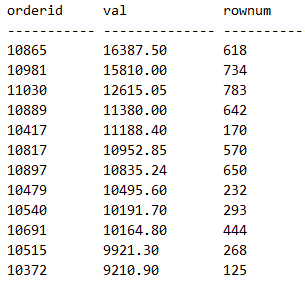 orderid val rownum
----------- --------------- ----------
10865 16387.50 618
10981 15810.00 734
11030 12615.05 783
10889 11380.00 642
10417 11188.40 170
10817 10952.85 570
10897 10835.24 650
10479 10495.60 232
10540 10191.70 293
10691 10164.80 444
10515 9921.30 268
10372 9210.90 125